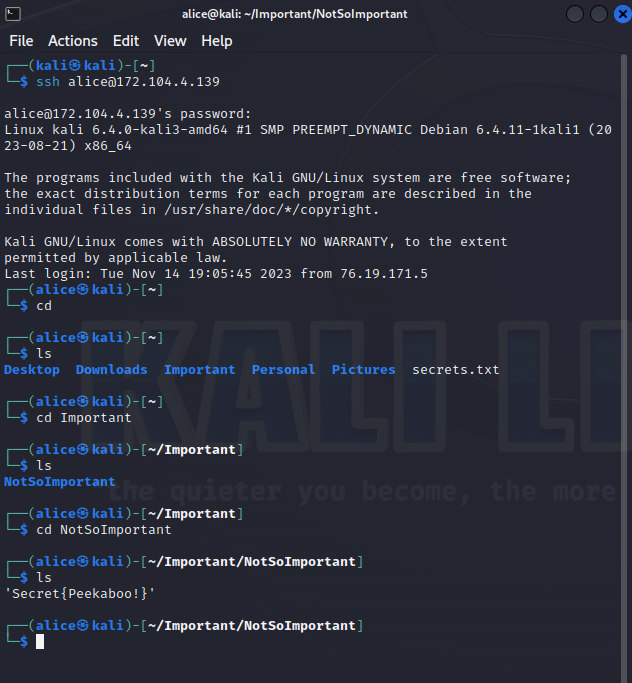 alice@kali: ~/Important/NotSoImportant
File Actions Edit View Help
┌──(kali㉿kali)-[~]
└─$ ssh alice@172.104.4.139
alice@172.104.4.139's password:
Linux kali 6.4.0-kali3-amd64 #1 SMP PREEMPT_DYNAMIC Debian 6.4.11-1kali1 (20
23-08-21) x86_64
The programs included with the Kali GNU/Linux system are free software;
the exact distribution terms for each program are described in the
individual files in /usr/share/doc/*/copyright.
Kali GNU/Linux comes with ABSOLUTELY NO WARRANTY, to the extent
permitted by applicable law.
Last login: Tue Nov 14 19:05:45 2023 from 76.19.171.5
┌──(alice㉿kali)-[~]
└─$ cd
┌──(alice㉿kali)-[~]
└─$ ls
Desktop Downloads Important Personal Pictures secrets.txt
┌──(alice㉿kali)-[~]
└─$ cd Important
┌──(alice㉿kali)-[~/Important]
└─$ ls
NotSoImportant
┌──(alice㉿kali)-[~/Important]
└─$ cd NotSoImportant
┌──(alice㉿kali)-[~/Important/NotSoImportant]
└─$ ls
'Secret{Peekaboo!}'
┌──(alice㉿kali)-[~/Important/NotSoImportant]
└─$
KALI LI
the quieter you become, the more